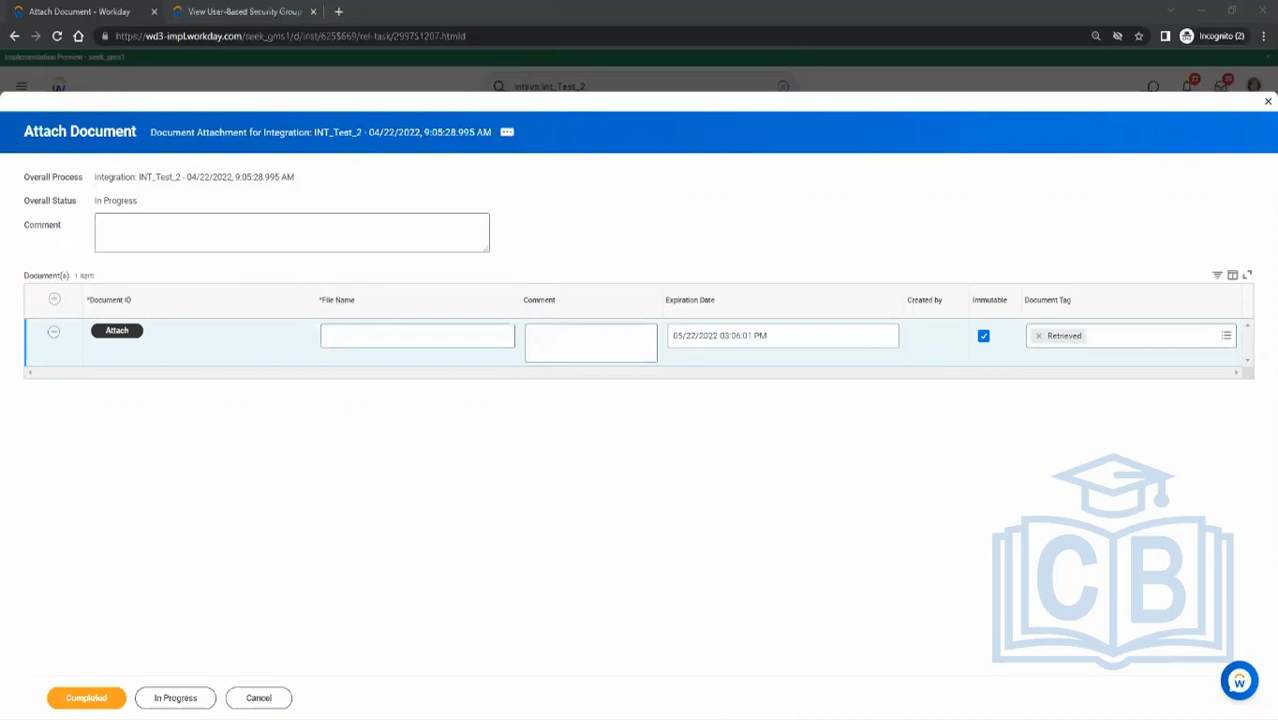 Attach Document - Workday
View User-Based Security Group
https://wd3-impl.workday.com/seek_gms1/d/inst/625$669/rel-task/2997$1207.htmld
Incognito (2)
Implementation Preview - seek_gms1
intsys:Int_Test_2
Attach Document
Document Attachment for Integration: INT_Test_2 - 04/22/2022, 9:05:28.995 AM
Overall Process Integration: INT_Test_2 - 04/22/2022, 9:05:28.995 AM
Overall Status In Progress
Comment
Document(s) 1 item
*Document ID *File Name Comment Expiration Date Created by Immutable Document Tag
Attach 05/22/2022 03:06:01 PM Retrieved
CB
Completed In Progress Cancel